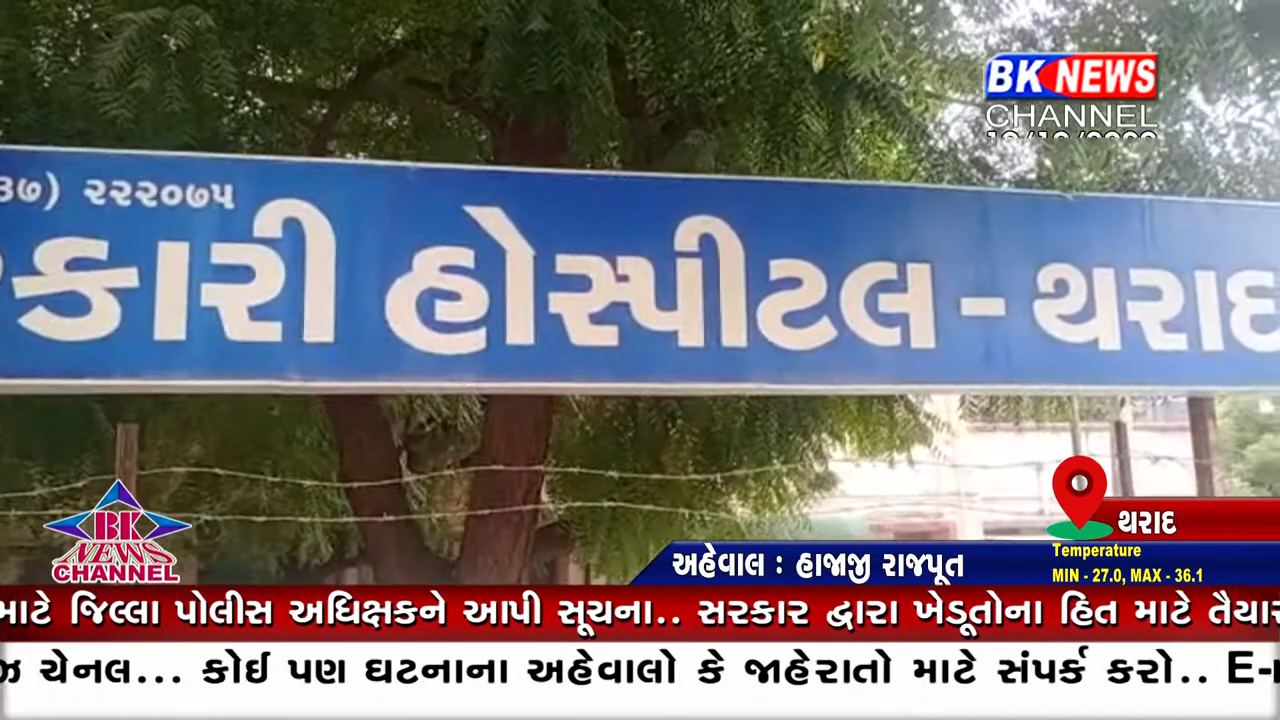 BK NEWS
CHANNEL
૩૭) ૨૨૨૦૭૫
કારી હોસ્પીટલ - થરાદ
થરાદ
BK
NEWS
CHANNEL
અહેવાલ : હાજાજી રાજપૂત
Temperature
MIN - 27.0, MAX - 36.1
માટે જિલ્લા પોલીસ અધિક્ષકને આપી સૂચના.. સરકાર દ્વારા ખેડૂતોના હિત માટે તૈયાર
ઝ ચેનલ... કોઈ પણ ઘટનાના અહેવાલો કે જાહેરાતો માટે સંપર્ક કરો.. E-